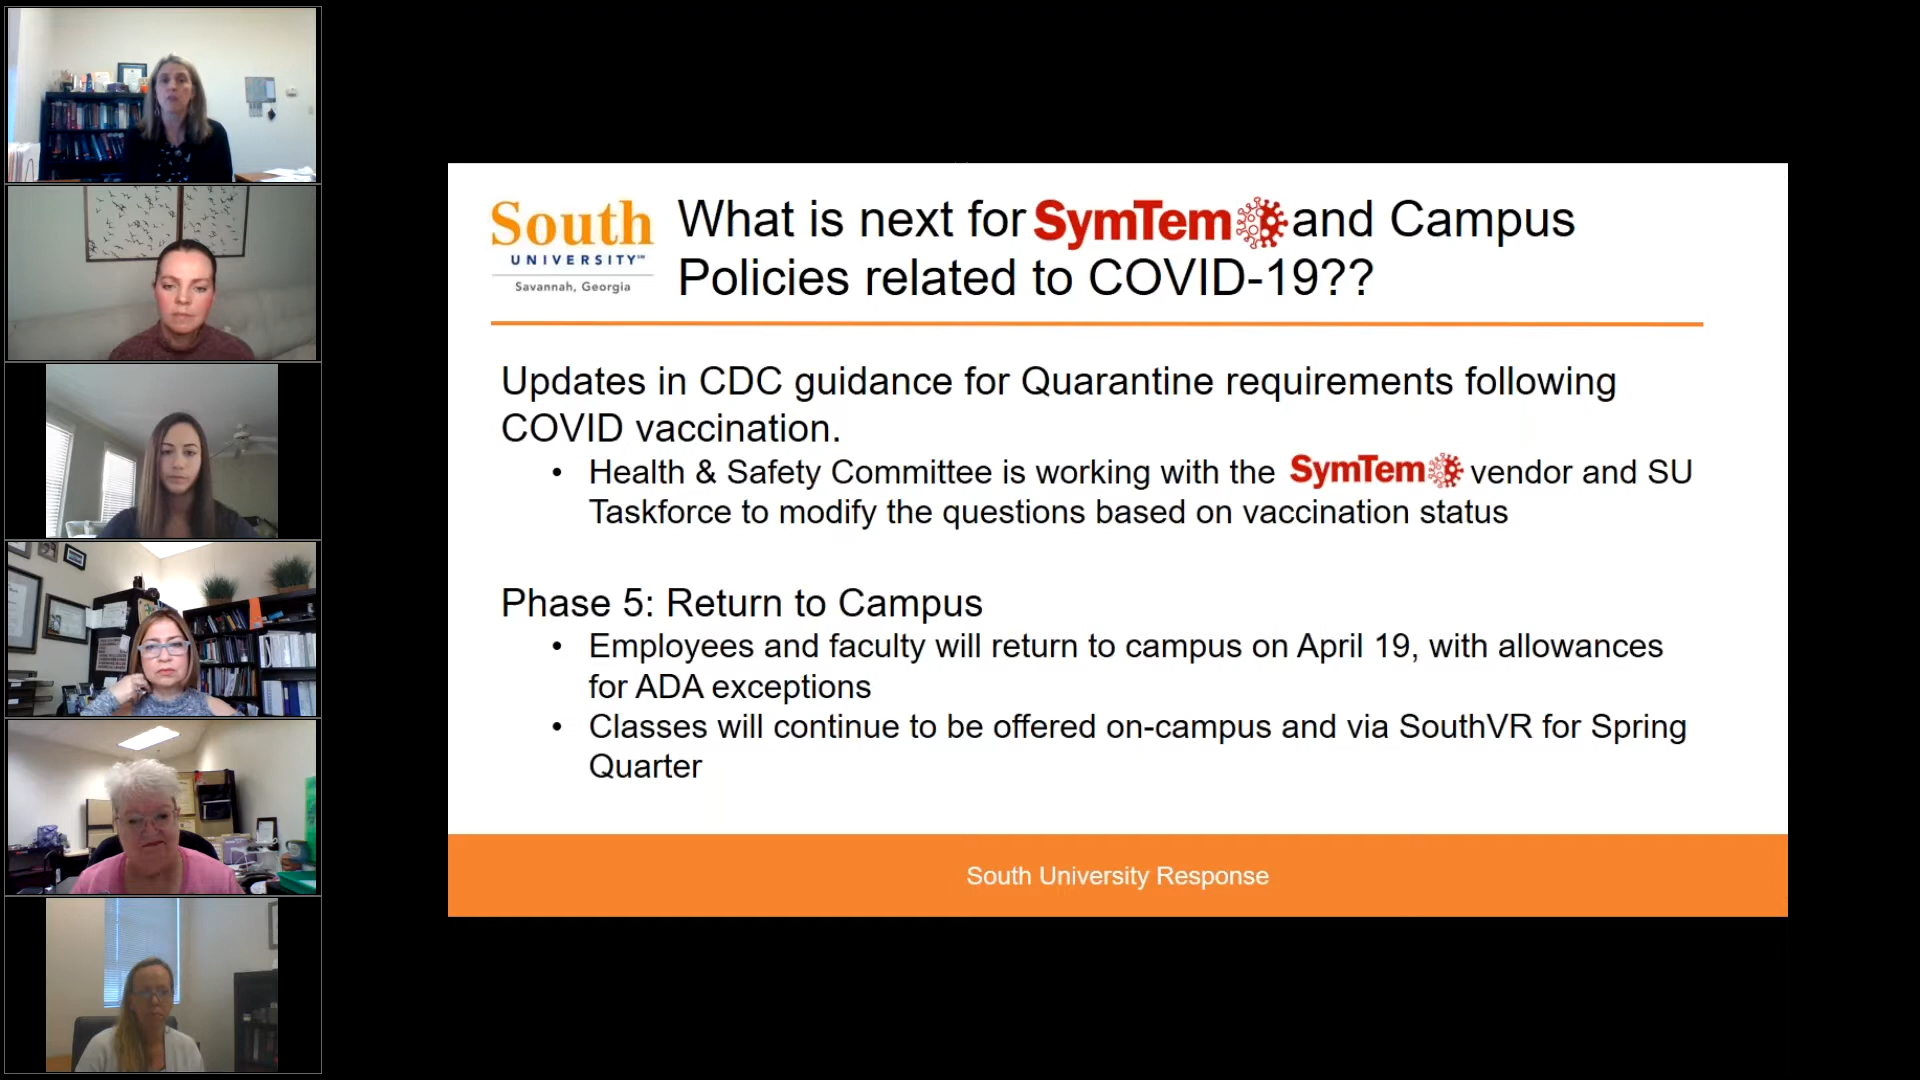 South
UNIVERSITY℠
Savannah, Georgia
What is next for SymTem and Campus
Policies related to COVID-19??
Updates in CDC guidance for Quarantine requirements following
COVID vaccination.
• Health & Safety Committee is working with the SymTem vendor and SU
Taskforce to modify the questions based on vaccination status
Phase 5: Return to Campus
• Employees and faculty will return to campus on April 19, with allowances
for ADA exceptions
• Classes will continue to be offered on-campus and via SouthVR for Spring
Quarter
South University Response